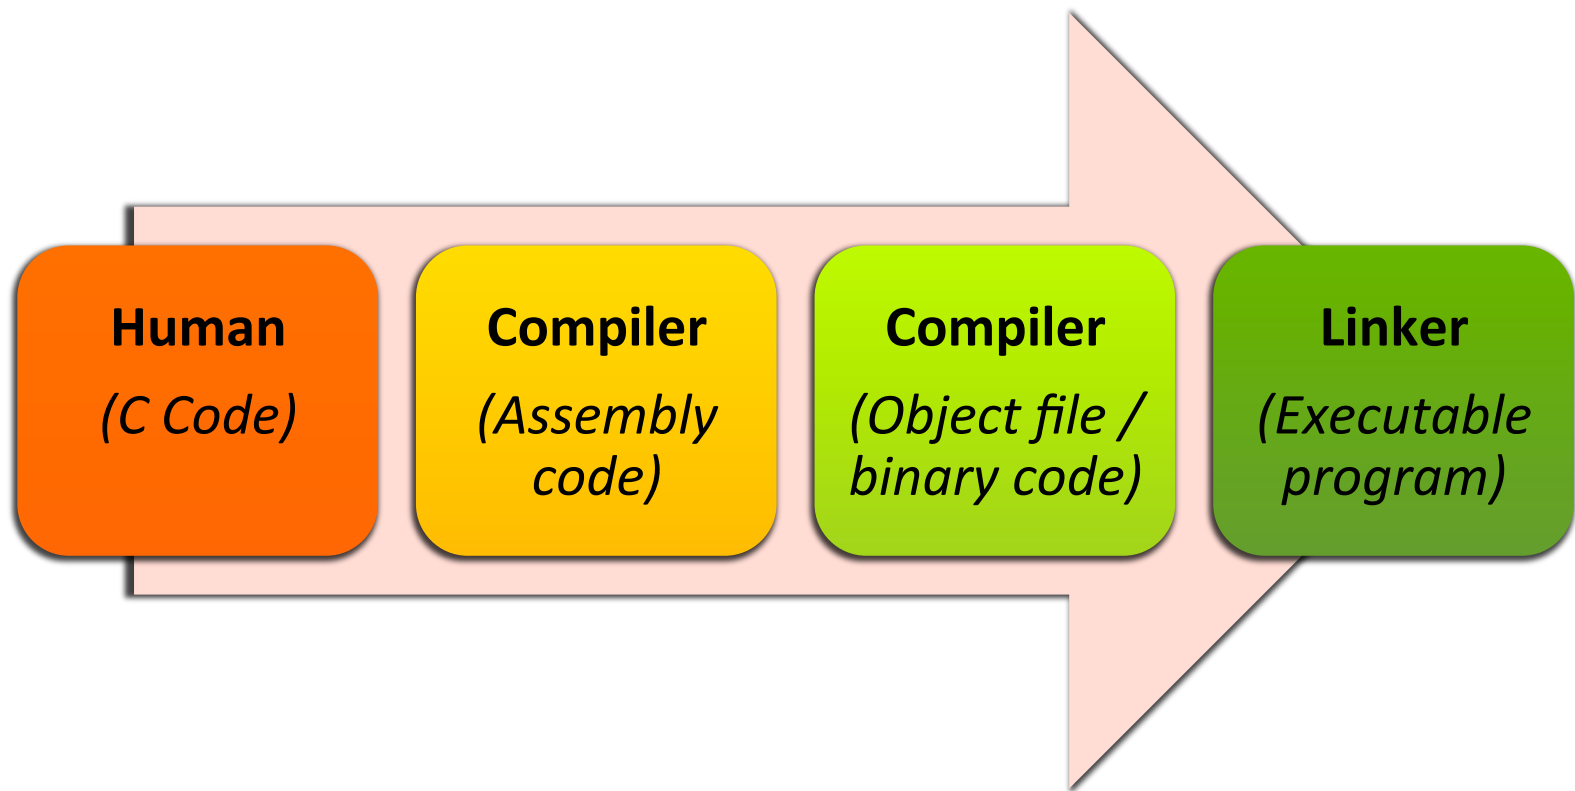 Human
(C Code)
Compiler
(Assembly
code)
Compiler
(Object file /
binary code)
Linker
(Executable
program)